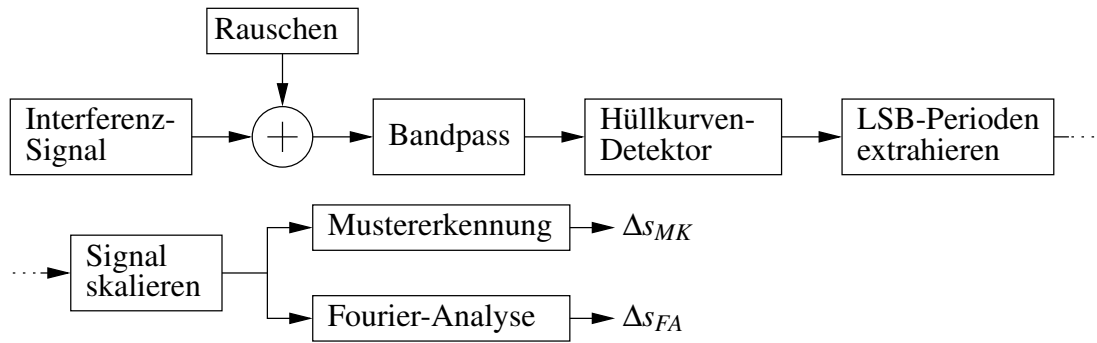 Rauschen
Interferenz-
Signal
+
Bandpass
Hüllkurven-
Detektor
LSB-Perioden
extrahieren
Signal
skalieren
Mustererkennung
Δs_MK
Fourier-Analyse
Δs_FA